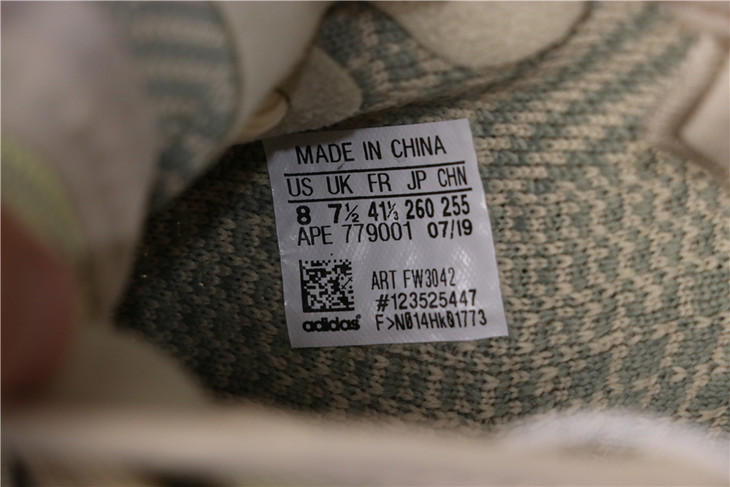 MADE IN CHINA
US UK FR JP CHN
8 7½ 41⅓ 260 255
APE 779001 07/19
ART FW3042
#123525447
adidas F>N014Hk01773